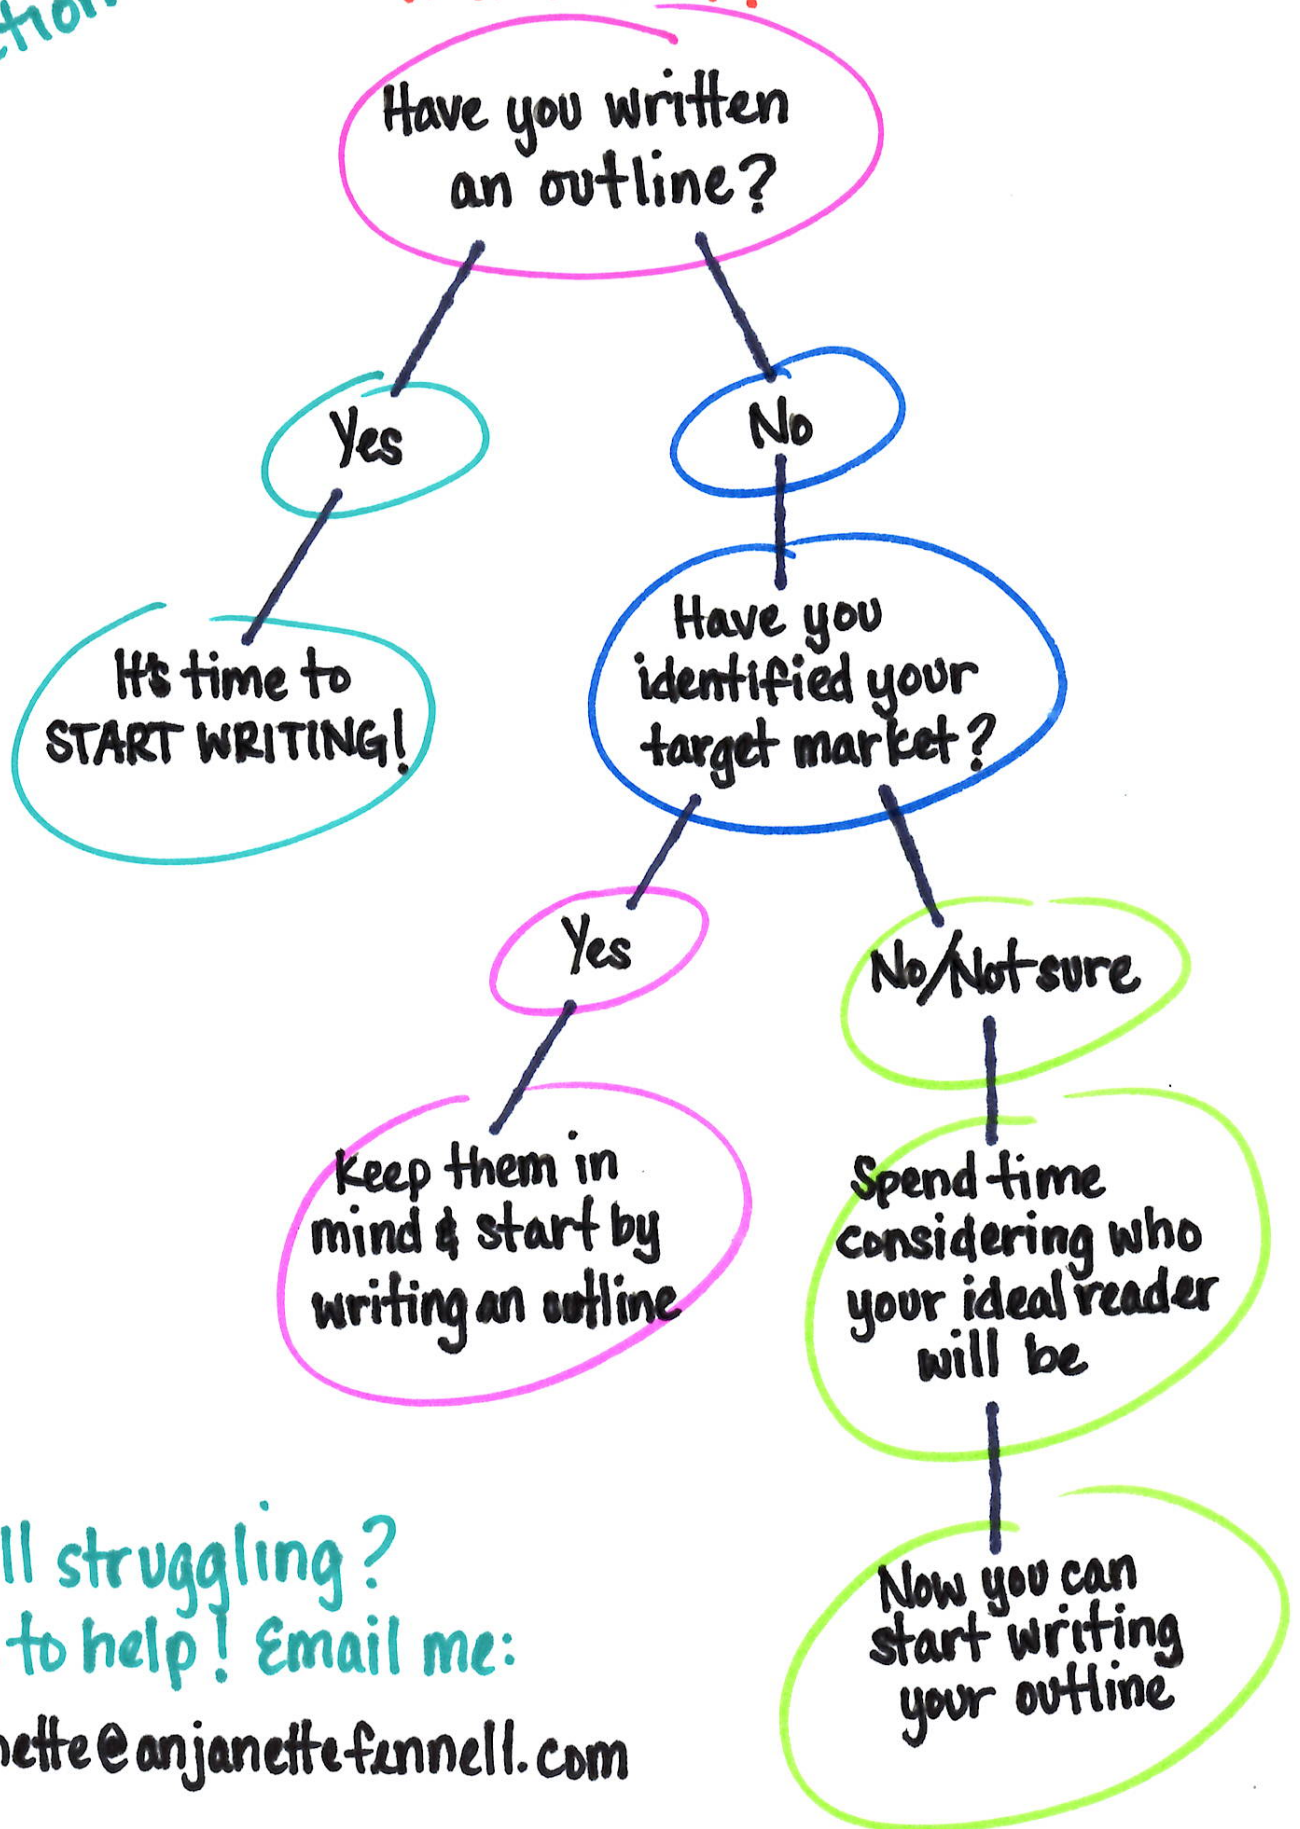 Have you written
an outline?
Yes
No
It's time to
START WRITING!
Have you
identified your
target market?
Yes
No/Not sure
Keep them in
mind & start by
writing an outline
Spend time
considering who
your ideal reader
will be
Now you can
start writing
your outline
struggling?
to help! Email me:
nette@anjanettefennell.com